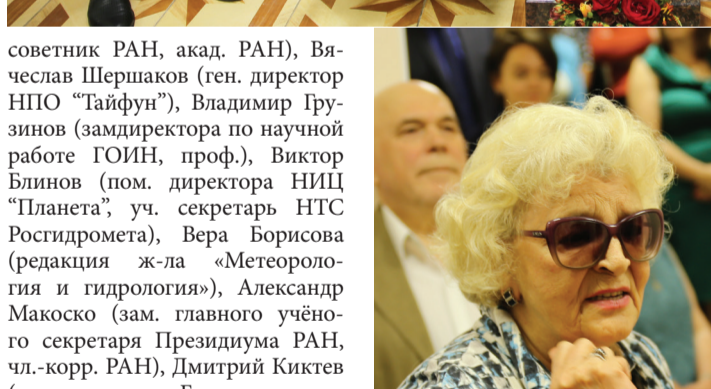 советник РАН, акад. РАН), Вя-
чеслав Шершаков (ген. директор
НПО “Тайфун”), Владимир Гру-
зинов (замдиректора по научной
работе ГОИН, проф.), Виктор
Блинов (пом. директора НИЦ
“Планета”, уч. секретарь НТС
Росгидромета), Вера Борисова
(редакция ж-ла «Метеороло-
гия и гидрология»), Александр
Макоско (зам. главного учёно-
го секретаря Президиума РАН,
чл.-корр. РАН), Дмитрий Киктев